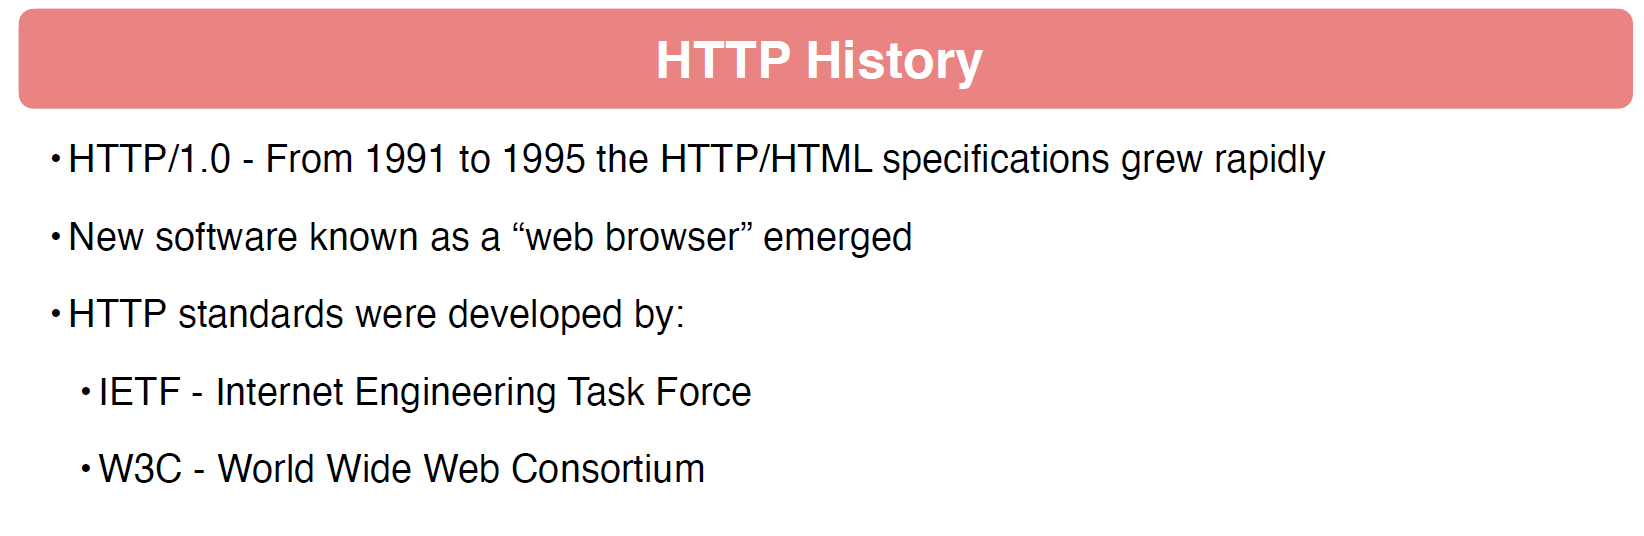 HTTP History
• HTTP/1.0 - From 1991 to 1995 the HTTP/HTML specifications grew rapidly
• New software known as a “web browser” emerged
• HTTP standards were developed by:
• IETF - Internet Engineering Task Force
• W3C - World Wide Web Consortium